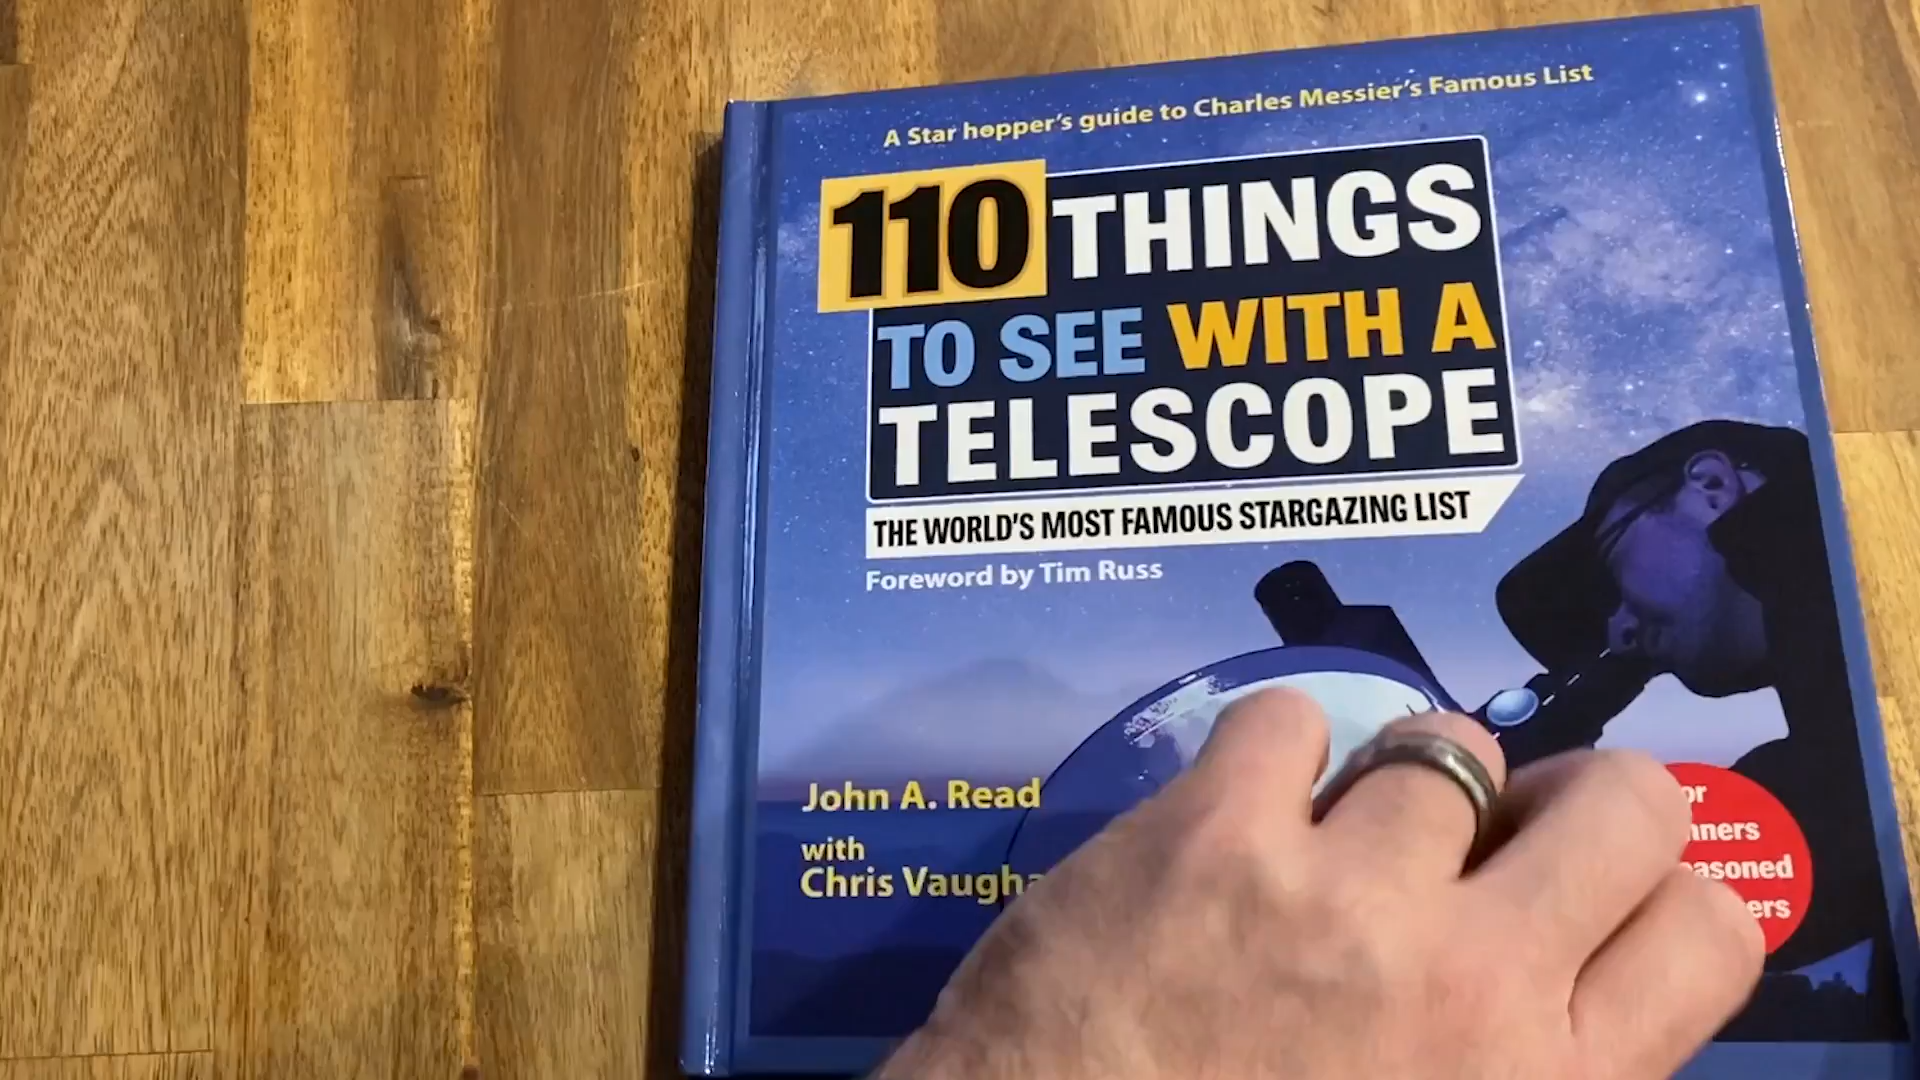 A Star hopper's guide to Charles Messier's Famous List
110 THINGS
TO SEE WITH A
TELESCOPE
THE WORLD'S MOST FAMOUS STARGAZING LIST
Foreword by Tim Russ
John A. Read
with
Chris